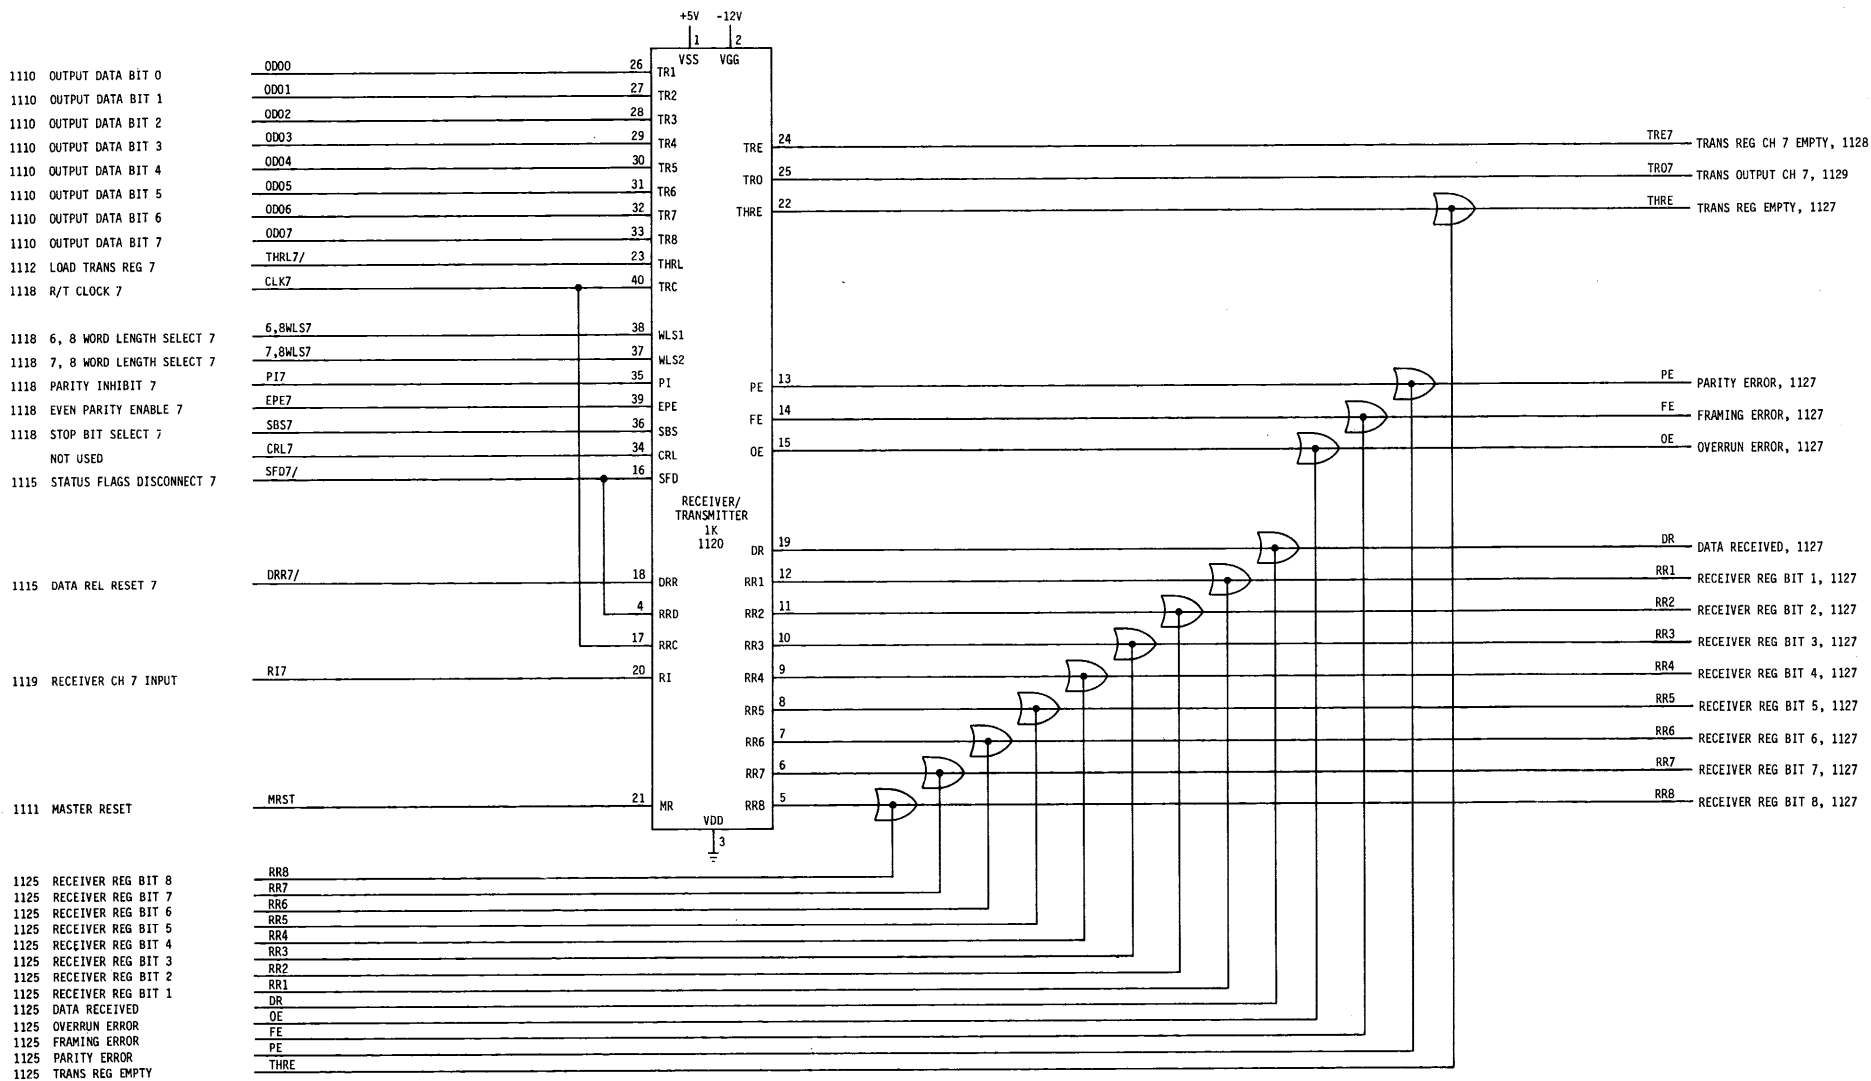 +5V -12V
1 2
VSS VGG
1110 OUTPUT DATA BIT 0 OD00 26 TR1
1110 OUTPUT DATA BIT 1 OD01 27 TR2
1110 OUTPUT DATA BIT 2 OD02 28 TR3
1110 OUTPUT DATA BIT 3 OD03 29 TR4
1110 OUTPUT DATA BIT 4 OD04 30 TR5
1110 OUTPUT DATA BIT 5 OD05 31 TR6
1110 OUTPUT DATA BIT 6 OD06 32 TR7
1110 OUTPUT DATA BIT 7 OD07 33 TR8
1112 LOAD TRANS REG 7 THRL7/ 23 THRL
1118 R/T CLOCK 7 CLK7 40 TRC
1118 6, 8 WORD LENGTH SELECT 7 6,8WLS7 38 WLS1
1118 7, 8 WORD LENGTH SELECT 7 7,8WLS7 37 WLS2
1118 PARITY INHIBIT 7 PI7 35 PI
1118 EVEN PARITY ENABLE 7 EPE7 39 EPE
1118 STOP BIT SELECT 7 SBS7 36 SBS
NOT USED CRL7 34 CRL
1115 STATUS FLAGS DISCONNECT 7 SFD7/ 16 SFD
RECEIVER/
TRANSMITTER
1K
1120
1115 DATA REL RESET 7 DRR7/ 18 DRR
4 RRD
17 RRC
1119 RECEIVER CH 7 INPUT RI7 20 RI
1111 MASTER RESET MRST 21 MR
VDD
3
TRE 24 TRE7 TRANS REG CH 7 EMPTY, 1128
TRO 25 TRO7 TRANS OUTPUT CH 7, 1129
THRE 22 THRE TRANS REG EMPTY, 1127
PE 13 PE PARITY ERROR, 1127
FE 14 FE FRAMING ERROR, 1127
OE 15 OE OVERRUN ERROR, 1127
DR 19 DR DATA RECEIVED, 1127
RR1 12 RR1 RECEIVER REG BIT 1, 1127
RR2 11 RR2 RECEIVER REG BIT 2, 1127
RR3 10 RR3 RECEIVER REG BIT 3, 1127
RR4 9 RR4 RECEIVER REG BIT 4, 1127
RR5 8 RR5 RECEIVER REG BIT 5, 1127
RR6 7 RR6 RECEIVER REG BIT 6, 1127
RR7 6 RR7 RECEIVER REG BIT 7, 1127
RR8 5 RR8 RECEIVER REG BIT 8, 1127
1125 RECEIVER REG BIT 8 RR8
1125 RECEIVER REG BIT 7 RR7
1125 RECEIVER REG BIT 6 RR6
1125 RECEIVER REG BIT 5 RR5
1125 RECEIVER REG BIT 4 RR4
1125 RECEIVER REG BIT 3 RR3
1125 RECEIVER REG BIT 2 RR2
1125 RECEIVER REG BIT 1 RR1
1125 DATA RECEIVED DR
1125 OVERRUN ERROR OE
1125 FRAMING ERROR FE
1125 PARITY ERROR PE
1125 TRANS REG EMPTY THRE